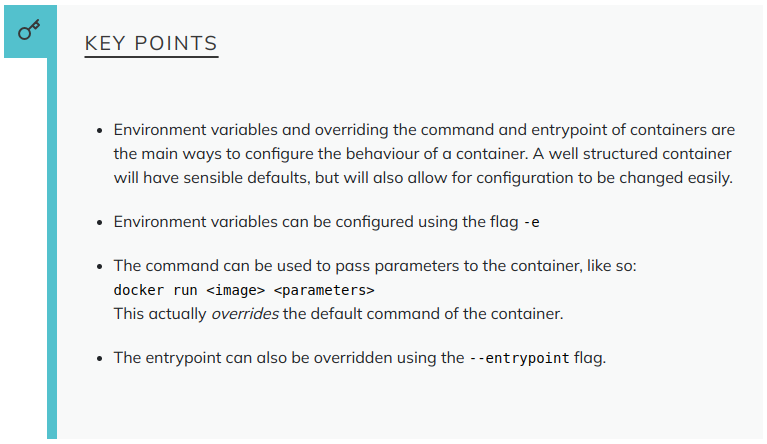 KEY POINTS
• Environment variables and overriding the command and entrypoint of containers are
the main ways to configure the behaviour of a container. A well structured container
will have sensible defaults, but will also allow for configuration to be changed easily.
• Environment variables can be configured using the flag -e
• The command can be used to pass parameters to the container, like so:
docker run <image> <parameters>
This actually overrides the default command of the container.
• The entrypoint can also be overridden using the --entrypoint flag.